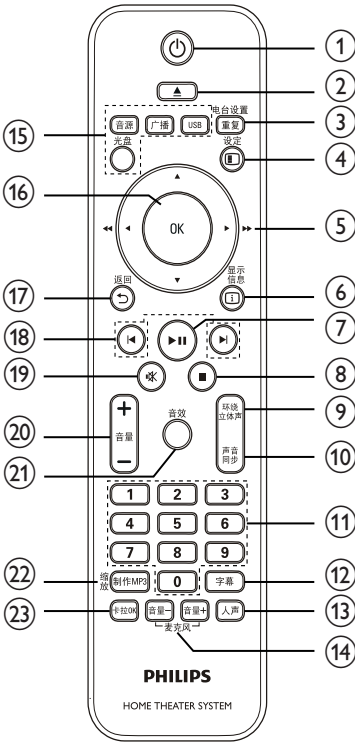 1
2
电台设置
音源 广播 USB 重复
3
15
光盘
设定
4
16
OK
5
返回
显示
信息
6
17
7
18
19
8
音效
环绕
立体声
9
20
音量
声音
同步
10
21
1 2 3
4 5 6
11
7 8 9
22
缩
放
制作MP3
0
字幕
12
23
卡拉OK
音量−
音量+
人声
13
麦克风
14
PHILIPS
HOME THEATER SYSTEM